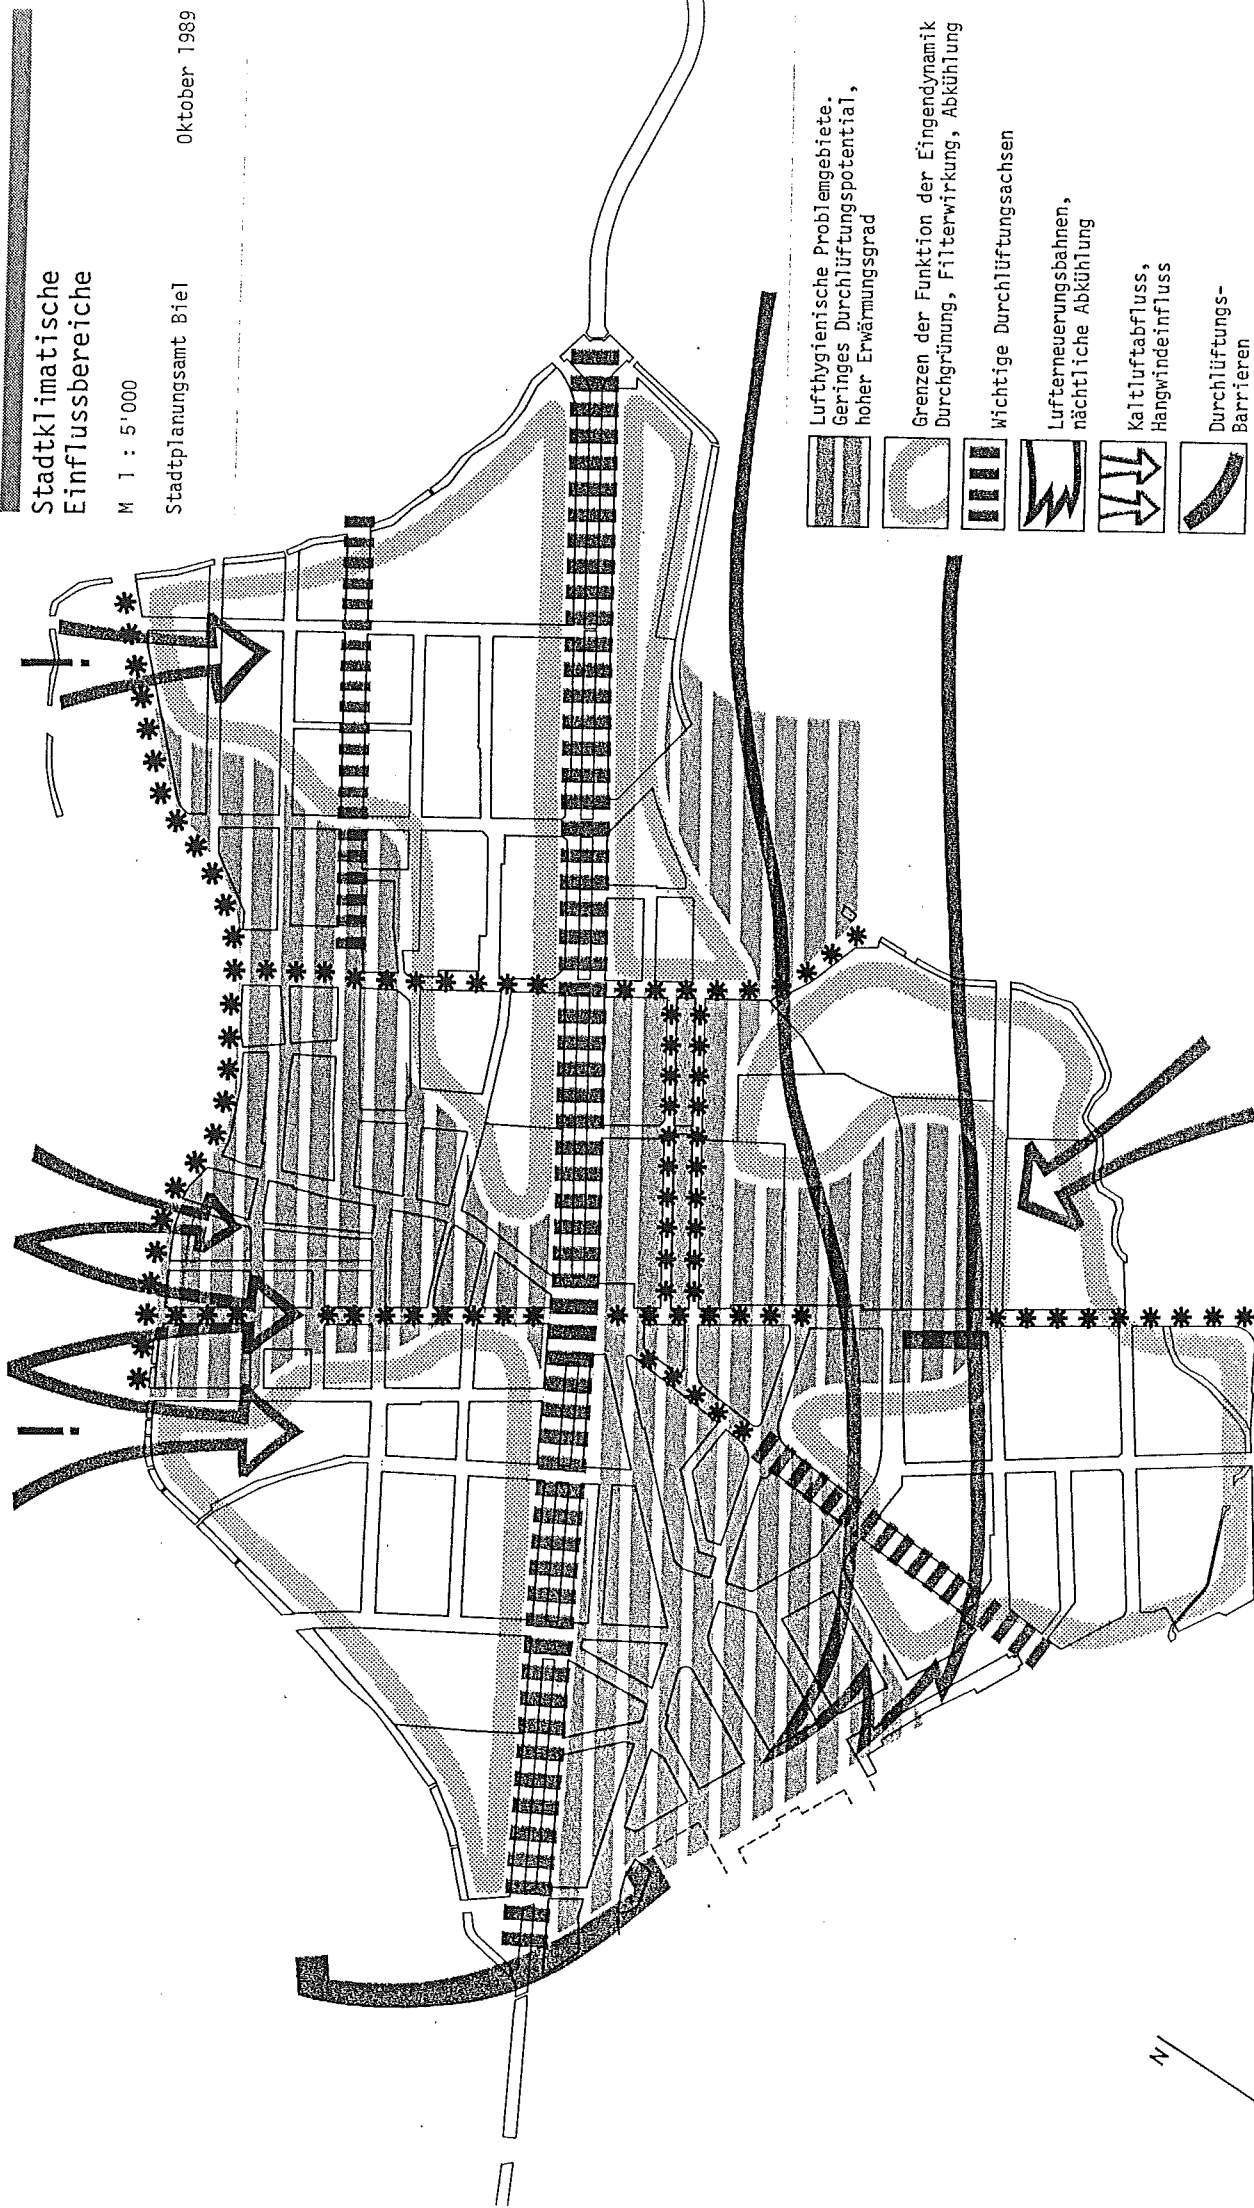 Stadtklimatische
Einflussbereiche
M 1 : 5'000
Stadtplanungsamt Biel
Oktober 1989
Lufthygienische Problemgebiete.
Geringes Durchlüftungspotential,
hoher Erwärmungsgrad
Grenzen der Funktion der Eingendynamik
Durchgrünnung, Filterwirkung, Abkühlung
Wichtige Durchlüftungsachsen
Lufterneuerungsbahnen,
nächtliche Abkühlung
Kaltluftabfluss,
Hangwindeinfluss
Durchlüftungs-
Barrieren
!
!
N